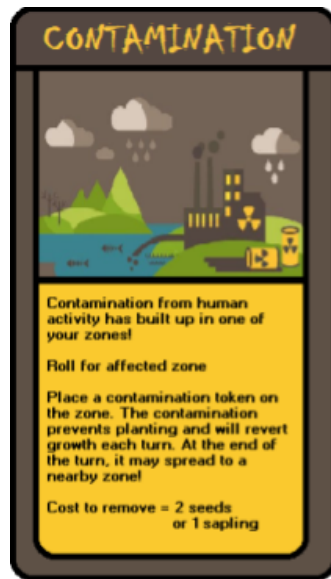 CONTAMINATION
Contamination from human
activity has built up in one of
your zones!
Roll for affected zone
Place a contamination token on
the zone. The contamination
prevents planting and will revert
growth each turn. At the end of
the turn, it may spread to a
nearby zone!
Cost to remove = 2 seeds
or 1 sapling